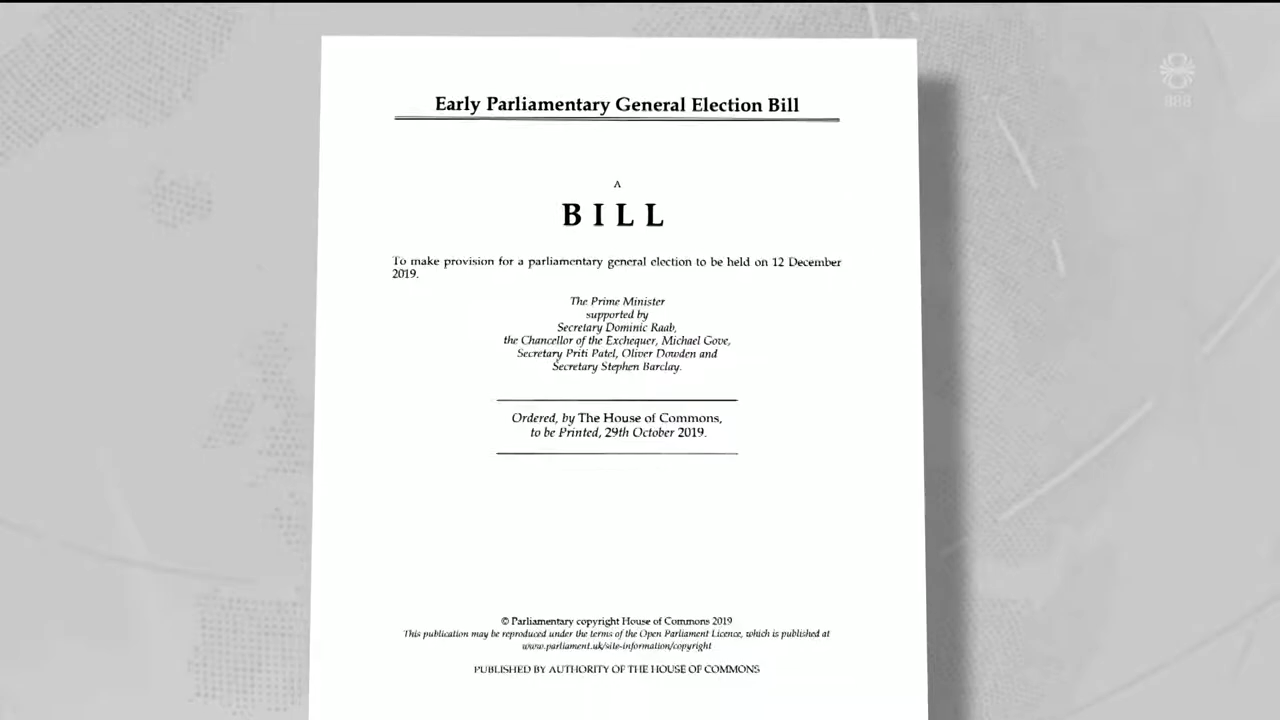 Early Parliamentary General Election Bill
888
A
BILL
To make provision for a parliamentary general election to be held on 12 December
2019.
The Prime Minister
supported by
Secretary Dominic Raab,
the Chancellor of the Exchequer, Michael Gove,
Secretary Priti Patel, Oliver Dowden and
Secretary Stephen Barclay.
Ordered, by The House of Commons,
to be Printed, 29th October 2019.
© Parliamentary copyright House of Commons 2019
This publication may be reproduced under the terms of the Open Parliament Licence, which is published at
www.parliament.uk/site-information/copyright
PUBLISHED BY AUTHORITY OF THE HOUSE OF COMMONS